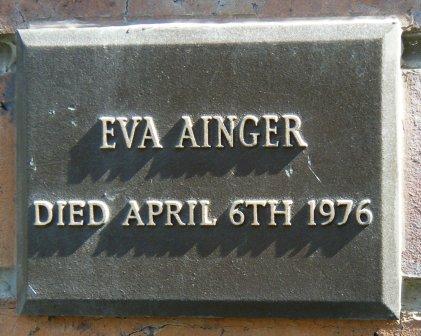 EVA AINGER
DIED APRIL 6TH 1976